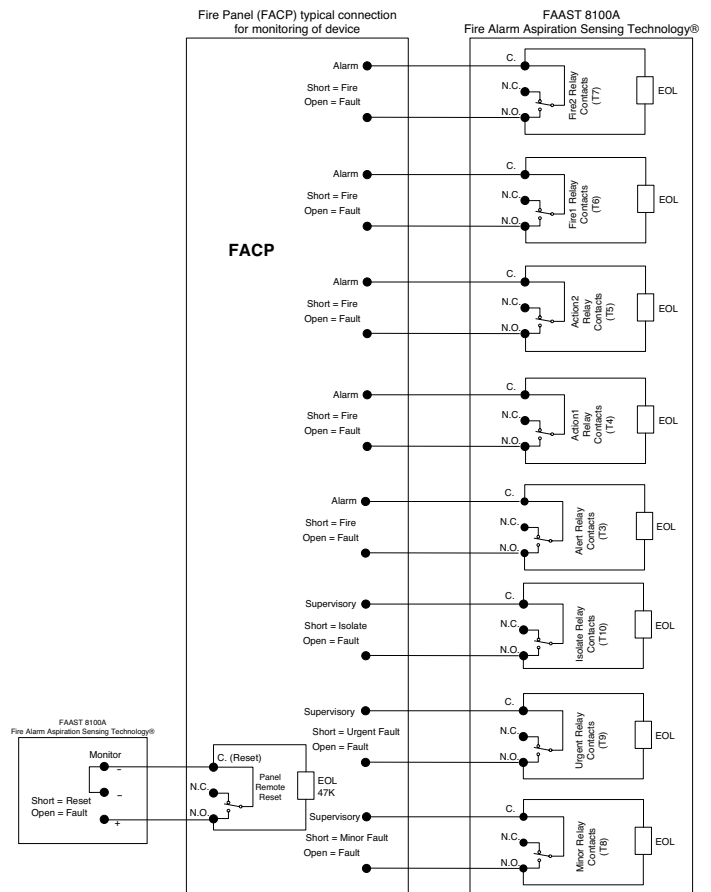 Fire Panel (FACP) typical connection
for monitoring of device
FAAST 8100A
Fire Alarm Aspiration Sensing Technology®
FACP
Alarm
Short = Fire
Open = Fault
C.
N.C.
N.O.
Fire2 Relay
Contacts
(T7)
EOL
Alarm
Short = Fire
Open = Fault
C.
N.C.
N.O.
Fire1 Relay
Contacts
(T6)
EOL
Alarm
Short = Fire
Open = Fault
C.
N.C.
N.O.
Action2
Relay
Contacts
(T5)
EOL
Alarm
Short = Fire
Open = Fault
C.
N.C.
N.O.
Action1
Relay
Contacts
(T4)
EOL
Alarm
Short = Fire
Open = Fault
C.
N.C.
N.O.
Alert Relay
Contacts
(T3)
EOL
Supervisory
Short = Isolate
Open = Fault
C.
N.C.
N.O.
Isolate Relay
Contacts
(T10)
EOL
Supervisory
Short = Urgent Fault
Open = Fault
C.
N.C.
N.O.
Urgent Relay
Contacts
(T9)
EOL
Supervisory
Short = Minor Fault
Open = Fault
C.
N.C.
N.O.
Minor Relay
Contacts
(T8)
EOL
FAAST 8100A
Fire Alarm Aspiration Sensing Technology®
Monitor
–
–
+
Short = Reset
Open = Fault
C. (Reset)
N.C.
N.O.
Panel
Remote
Reset
EOL
47K